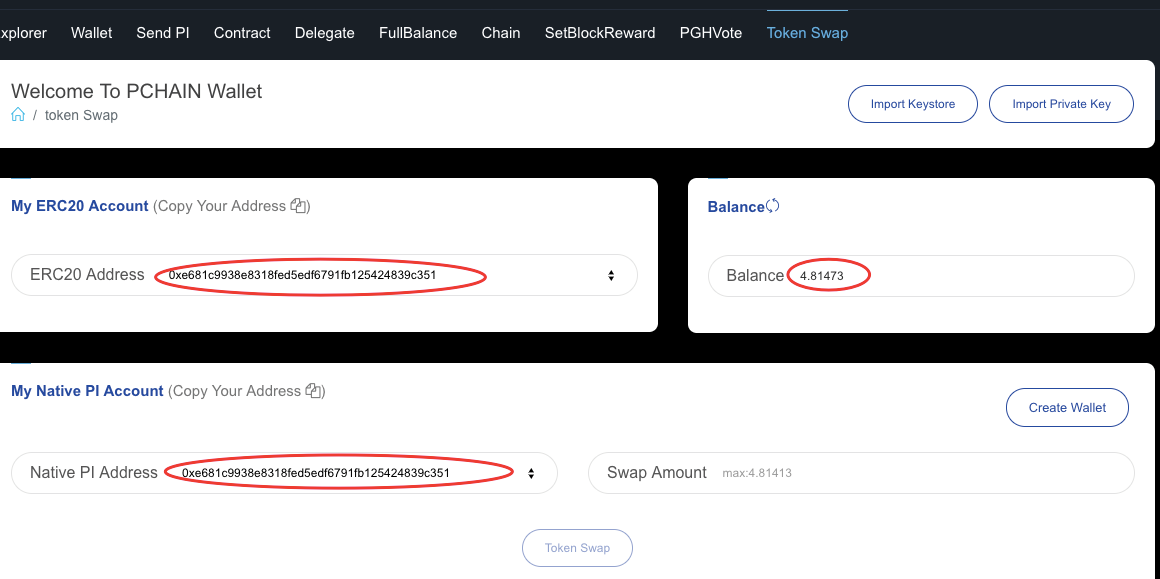 xplorer Wallet Send PI Contract Delegate FullBalance Chain SetBlockReward PGHVote Token Swap
Welcome To PCHAIN Wallet
/ token Swap
Import Keystore
Import Private Key
My ERC20 Account (Copy Your Address )
ERC20 Address 0xe681c9938e8318fed5edf6791fb125424839c351
Balance
Balance 4.81473
My Native PI Account (Copy Your Address )
Create Wallet
Native PI Address 0xe681c9938e8318fed5edf6791fb125424839c351
Swap Amount max:4.81413
Token Swap